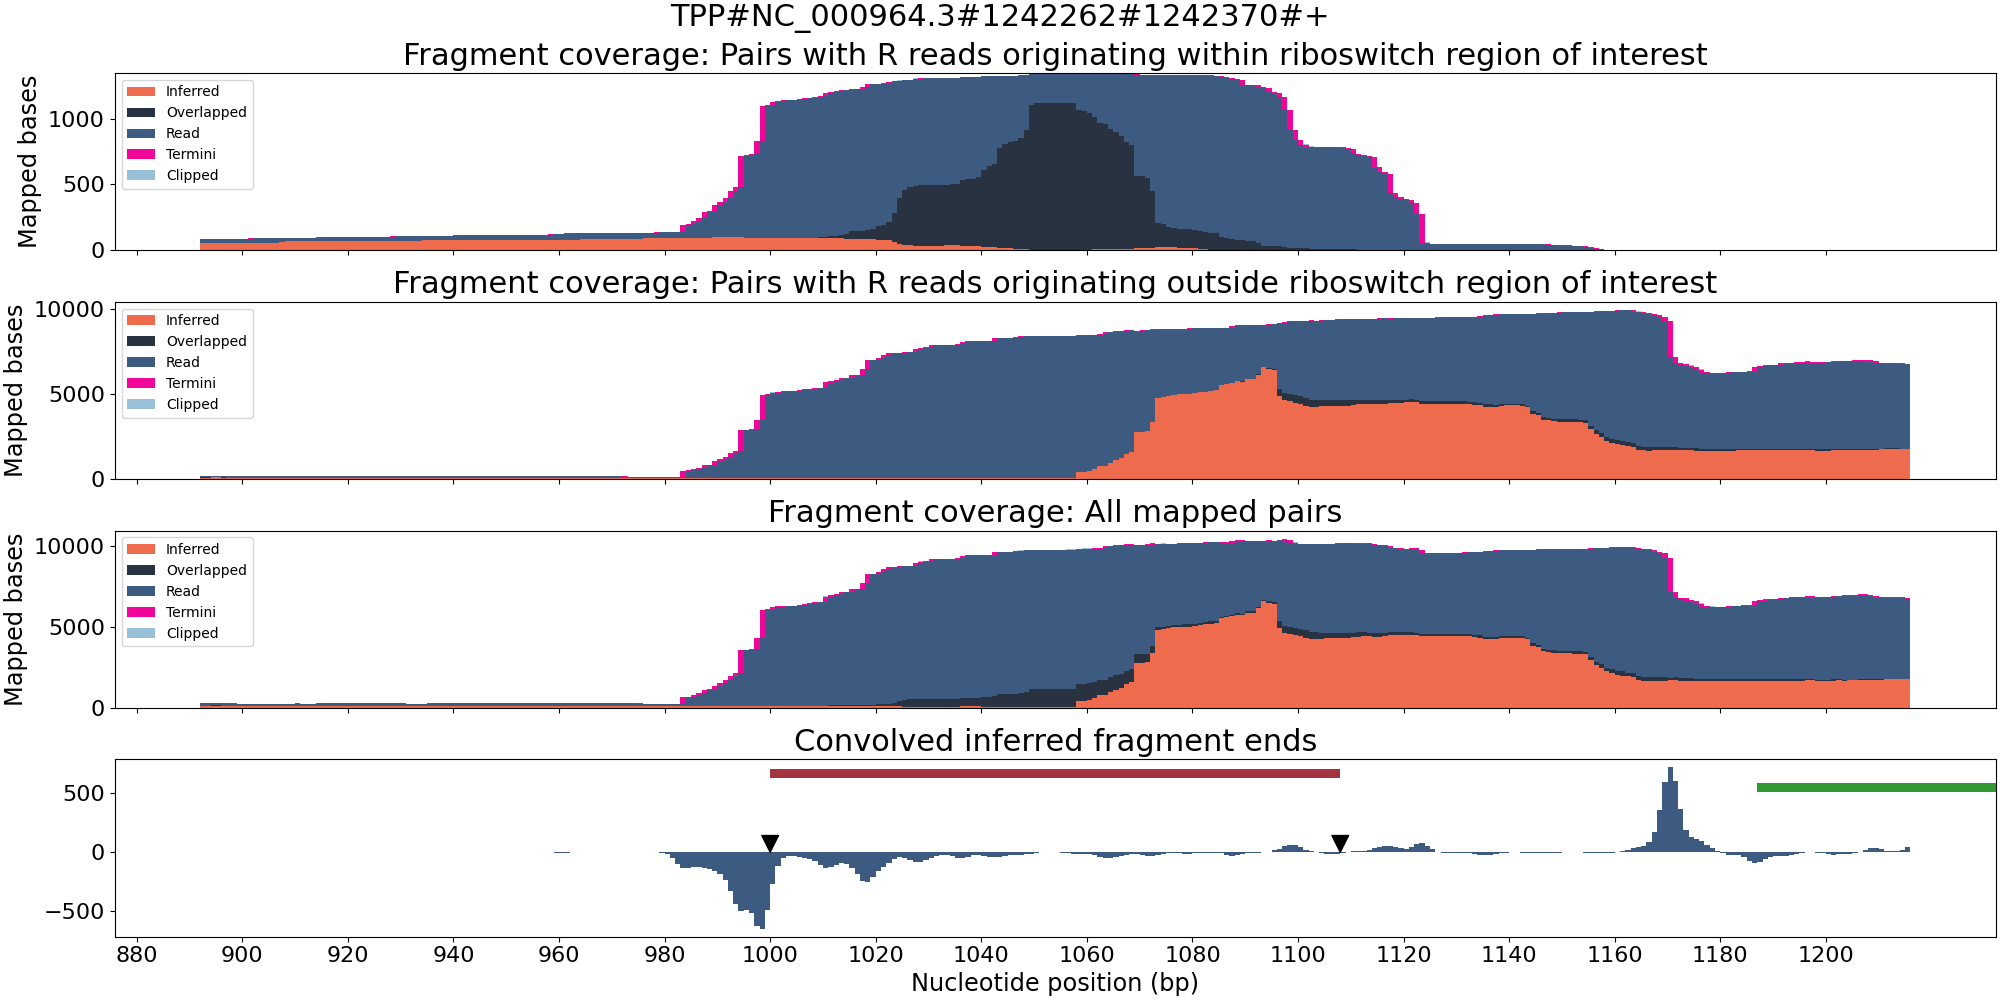 TPP#NC_000964.3#1242262#1242370#+
Fragment coverage: Pairs with R reads originating within riboswitch region of interest
Mapped bases
1000
500
0
Inferred
Overlapped
Read
Termini
Clipped
Fragment coverage: Pairs with R reads originating outside riboswitch region of interest
Mapped bases
10000
5000
0
Inferred
Overlapped
Read
Termini
Clipped
Fragment coverage: All mapped pairs
Mapped bases
10000
5000
0
Inferred
Overlapped
Read
Termini
Clipped
Convolved inferred fragment ends
500
0
−500
880 900 920 940 960 980 1000 1020 1040 1060 1080 1100 1120 1140 1160 1180 1200
Nucleotide position (bp)